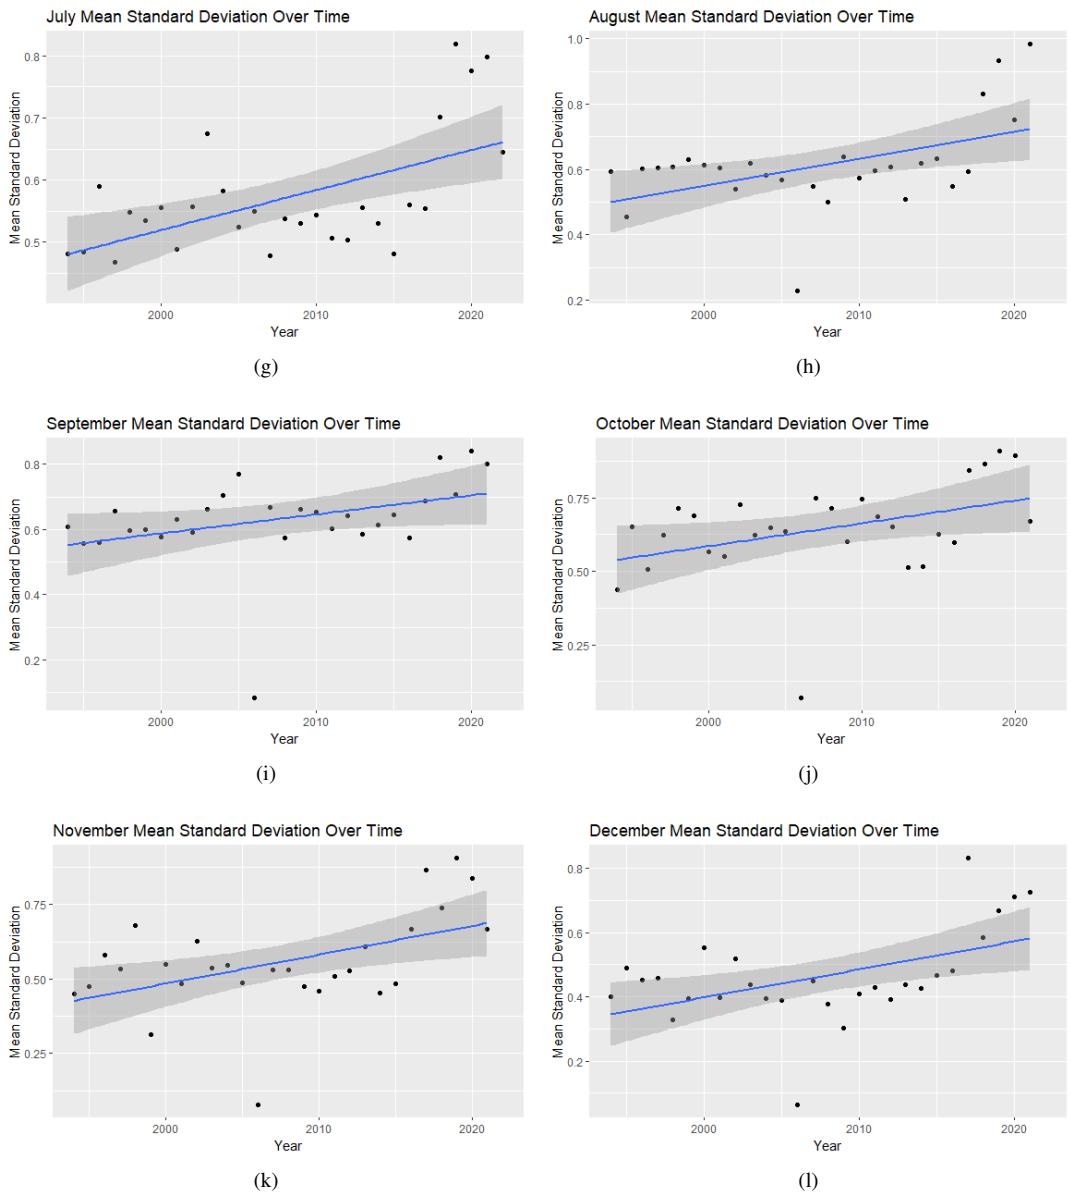 July Mean Standard Deviation Over Time
Mean Standard Deviation
0.8
0.7
0.6
0.5
2000
2010
2020
Year
(g)
August Mean Standard Deviation Over Time
Mean Standard Deviation
1.0
0.8
0.6
0.4
0.2
2000
2010
2020
Year
(h)
September Mean Standard Deviation Over Time
Mean Standard Deviation
0.8
0.6
0.4
0.2
2000
2010
2020
Year
(i)
October Mean Standard Deviation Over Time
Mean Standard Deviation
0.75
0.50
0.25
2000
2010
2020
Year
(j)
November Mean Standard Deviation Over Time
Mean Standard Deviation
0.75
0.50
0.25
2000
2010
2020
Year
(k)
December Mean Standard Deviation Over Time
Mean Standard Deviation
0.8
0.6
0.4
0.2
2000
2010
2020
Year
(l)